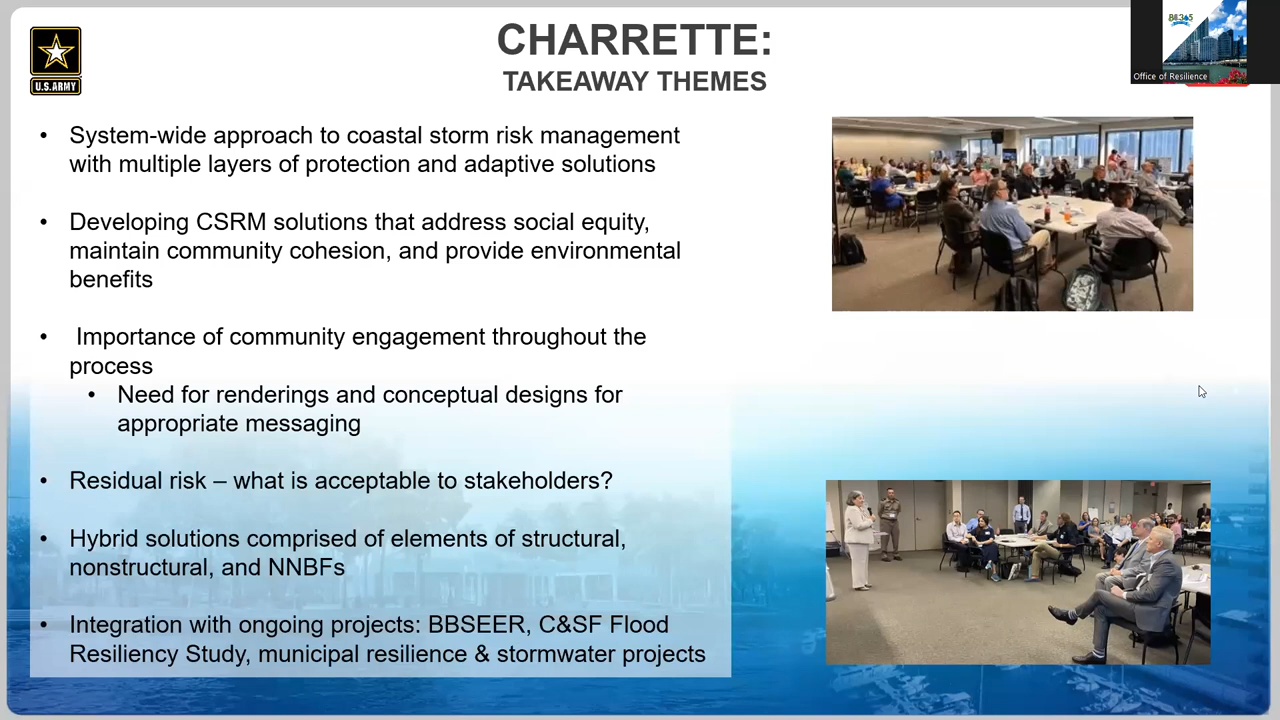 CHARRETTE:
TAKEAWAY THEMES
U.S.ARMY
Office of Resilience
• System-wide approach to coastal storm risk management
with multiple layers of protection and adaptive solutions
• Developing CSRM solutions that address social equity,
maintain community cohesion, and provide environmental
benefits
• Importance of community engagement throughout the
process
• Need for renderings and conceptual designs for
appropriate messaging
• Residual risk – what is acceptable to stakeholders?
• Hybrid solutions comprised of elements of structural,
nonstructural, and NNBFs
• Integration with ongoing projects: BBSEER, C&SF Flood
Resiliency Study, municipal resilience & stormwater projects